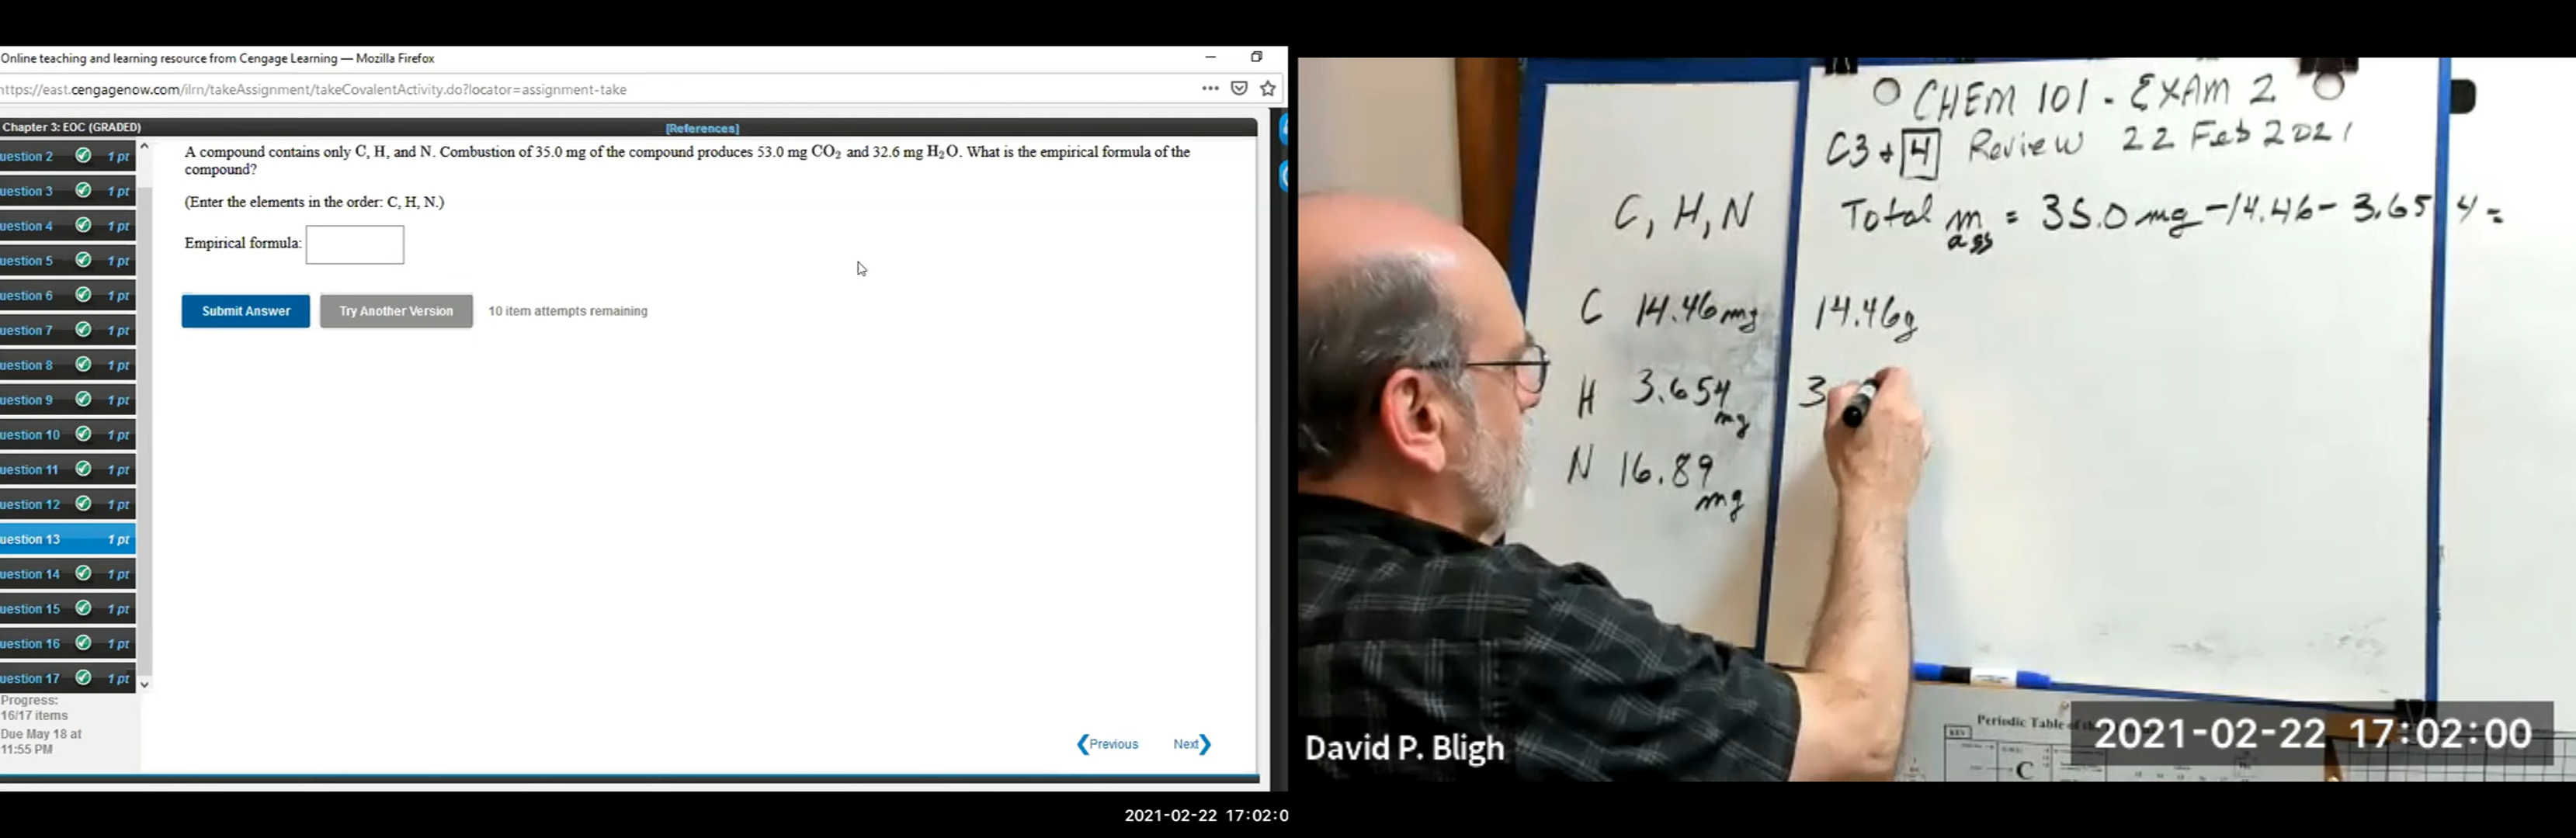 Online teaching and learning resource from Cengage Learning — Mozilla Firefox
https://east.cengagenow.com/ilrn/takeAssignment/takeCovalentActivity.do?locator=assignment-take
Chapter 3: EOC (GRADED)
[References]
uestion 2 1 pt
uestion 3 1 pt
uestion 4 1 pt
uestion 5 1 pt
uestion 6 1 pt
uestion 7 1 pt
uestion 8 1 pt
uestion 9 1 pt
uestion 10 1 pt
uestion 11 1 pt
uestion 12 1 pt
uestion 13 1 pt
uestion 14 1 pt
uestion 15 1 pt
uestion 16 1 pt
uestion 17 1 pt
Progress:
16/17 items
Due May 18 at
11:55 PM
A compound contains only C, H, and N. Combustion of 35.0 mg of the compound produces 53.0 mg CO₂ and 32.6 mg H₂O. What is the empirical formula of the
compound?
(Enter the elements in the order: C, H, N.)
Empirical formula:
Submit Answer
Try Another Version
10 item attempts remaining
Previous
Next
2021-02-22 17:02:0
CHEM 101 - EXAM 2
C3 + 4 Review 22 Feb 2021
C, H, N
Total mass = 35.0 mg - 14.46 - 3.654 =
C 14.46 mg 14.46g
H 3.654 mg 3
N 16.89 mg
Periodic Table of
C
David P. Bligh
2021-02-22 17:02:00